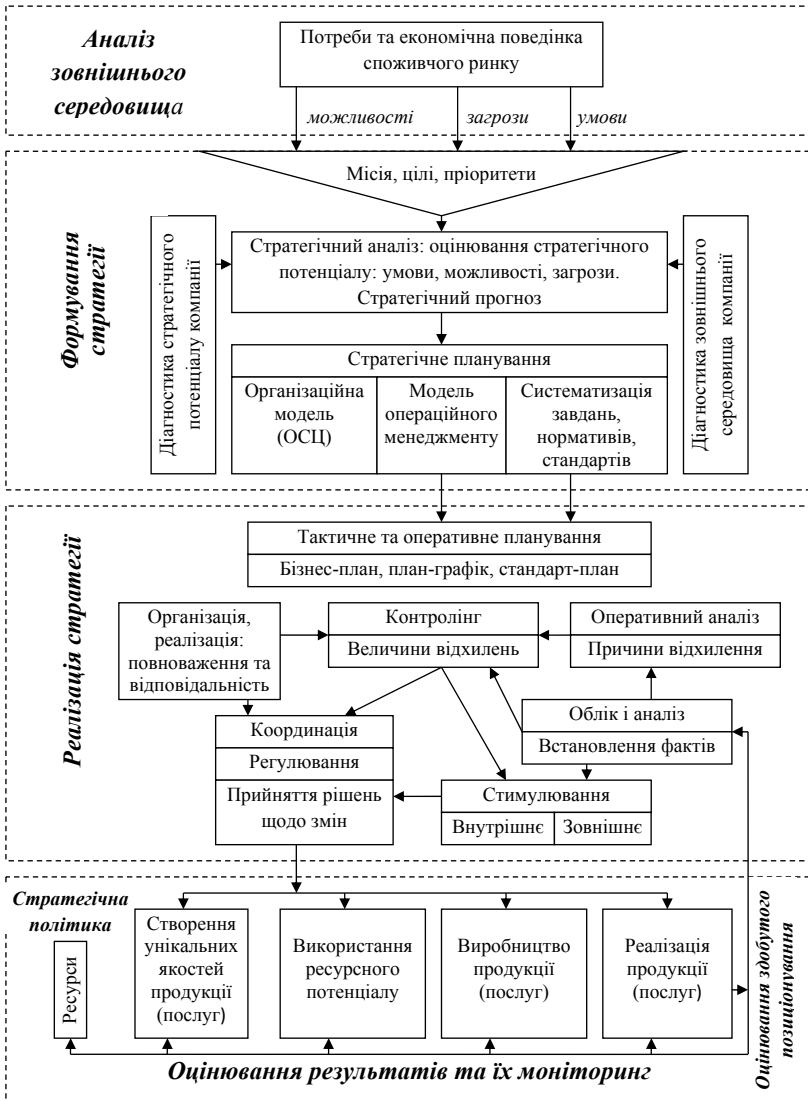 Аналіз
зовнішнього
середовища
Потреби та економічна поведінка
споживчого ринку
можливості
загрози
умови
Формування
стратегії
Місія, цілі, пріоритети
Діагностика стратегічного
потенціалу компанії
Стратегічний аналіз: оцінювання стратегічного
потенціалу: умови, можливості, загрози.
Стратегічний прогноз
Діагностика зовнішнього
середовища компанії
Стратегічне планування
Організаційна
модель
(ОСЦ)
Модель
операційного
менеджменту
Систематизація
завдань,
нормативів,
стандартів
Реалізація стратегії
Тактичне та оперативне планування
Бізнес-план, план-графік, стандарт-план
Організація,
реалізація:
повноваження та
відповідальність
Контролінг
Величини відхилень
Оперативний аналіз
Причини відхилення
Координація
Регулювання
Прийняття рішень
щодо змін
Облік і аналіз
Встановлення фактів
Стимулювання
Внутрішнє
Зовнішнє
Стратегічна
політика
Ресурси
Створення
унікальних
якостей
продукції
(послуг)
Використання
ресурсного
потенціалу
Виробництво
продукції
(послуг)
Реалізація
продукції
(послуг)
Оцінювання здобутого
позиціонування
Оцінювання результатів та їх моніторинг